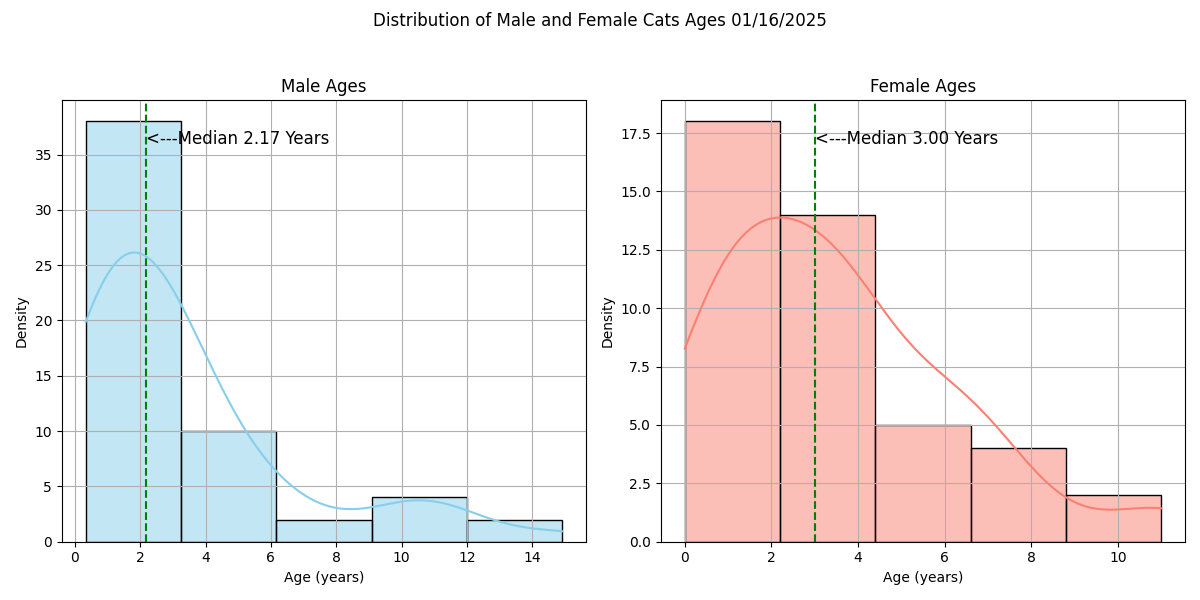 Distribution of Male and Female Cats Ages 01/16/2025
Male Ages
<---Median 2.17 Years
Density
35
30
25
20
15
10
5
0
0 2 4 6 8 10 12 14
Age (years)
Female Ages
<---Median 3.00 Years
Density
17.5
15.0
12.5
10.0
7.5
5.0
2.5
0.0
0 2 4 6 8 10
Age (years)